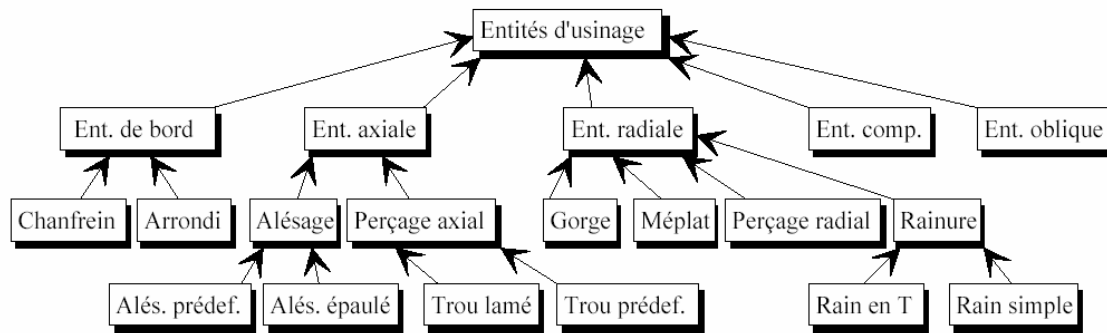 Entités d'usinage
Ent. de bord
Ent. axiale
Ent. radiale
Ent. comp.
Ent. oblique
Chanfrein
Arrondi
Alésage
Perçage axial
Gorge
Méplat
Perçage radial
Rainure
Alés. prédef.
Alés. épaulé
Trou lamé
Trou prédef.
Rain en T
Rain simple